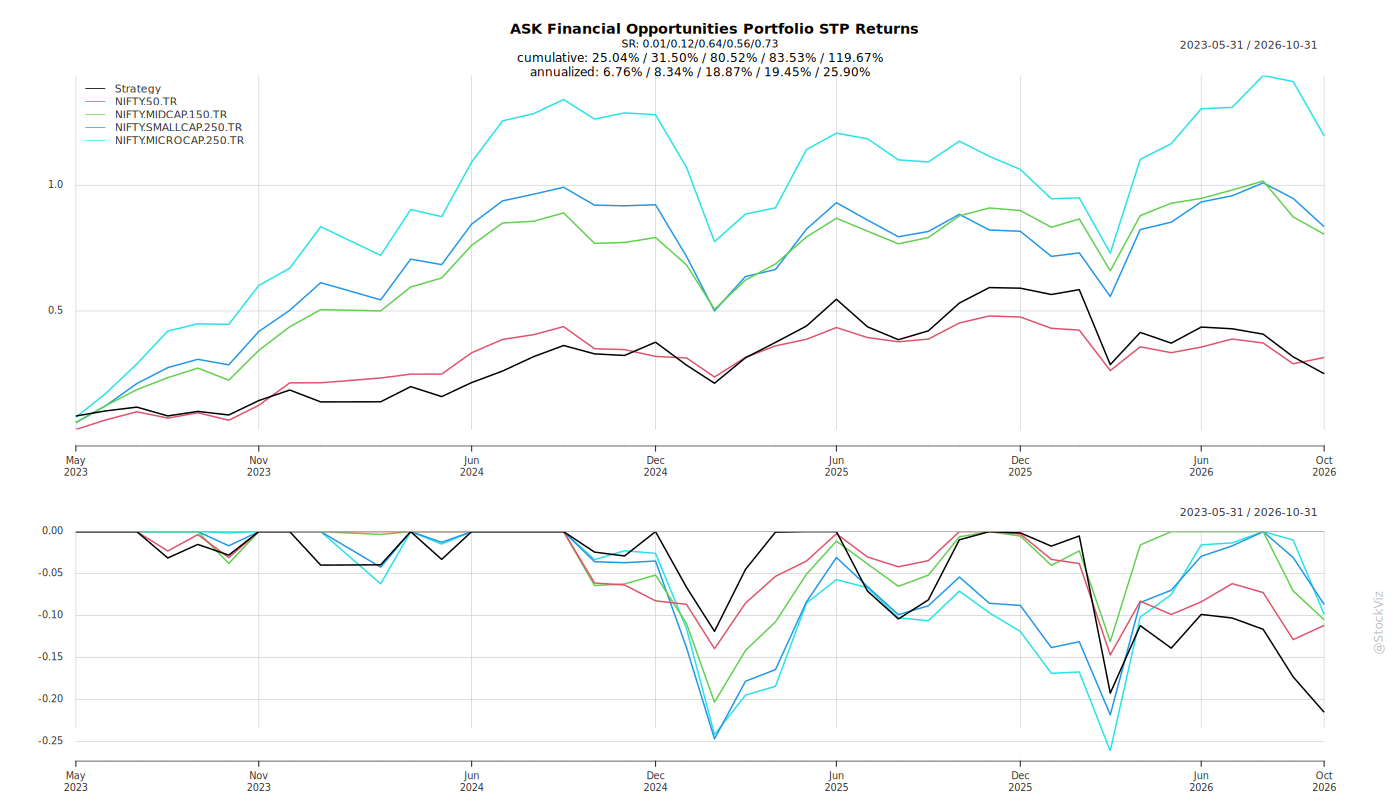 ASK Financial Opportunities Portfolio STP Returns
SR: 0.01/0.12/0.64/0.56/0.73
cumulative: 25.04% / 31.50% / 80.52% / 83.53% / 119.67%
annualized: 6.76% / 8.34% / 18.87% / 19.45% / 25.90%
2023-05-31 / 2026-10-31
Strategy
NIFTY.50.TR
NIFTY.MIDCAP.150.TR
NIFTY.SMALLCAP.250.TR
NIFTY.MICROCAP.250.TR
1.0
0.5
May Nov Jun Dec Jun Dec Jun Oct
2023 2023 2024 2024 2025 2025 2026 2026
2023-05-31 / 2026-10-31
0.00
-0.05
-0.10
-0.15
-0.20
-0.25
May Nov Jun Dec Jun Dec Jun Oct
2023 2023 2024 2024 2025 2025 2026 2026
@StockViz